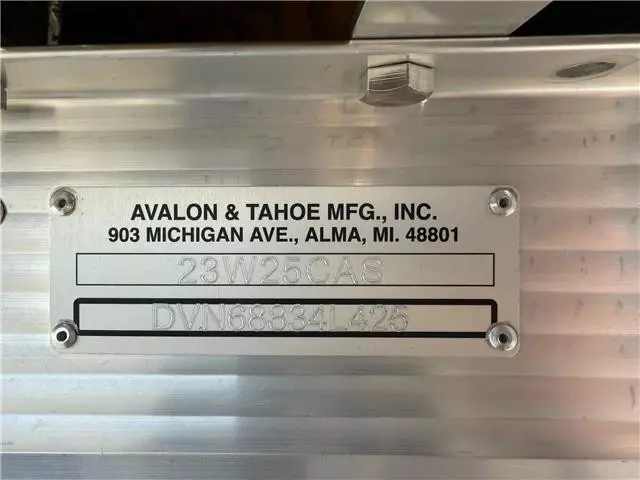 AVALON & TAHOE MFG., INC.
903 MICHIGAN AVE., ALMA, MI. 48801
23W25CAS
DVN68834L425